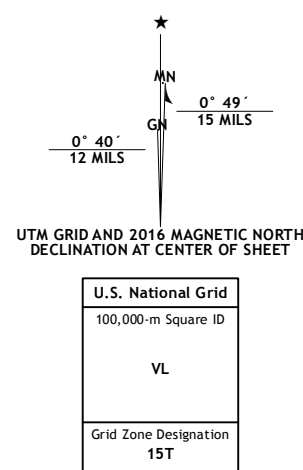 MN
0° 49´
15 MILS
GN
0° 40´
12 MILS
UTM GRID AND 2016 MAGNETIC NORTH
DECLINATION AT CENTER OF SHEET
U.S. National Grid
100,000-m Square ID
VL
Grid Zone Designation
15T